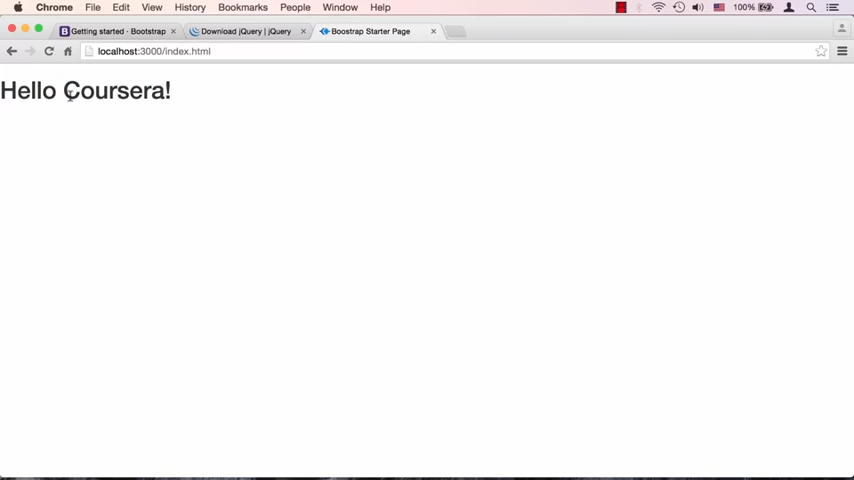 Chrome File Edit View History Bookmarks People Window Help 100%
Getting started · Bootstrap Download jQuery | jQuery Boostrap Starter Page
localhost:3000/index.html
Hello Coursera!